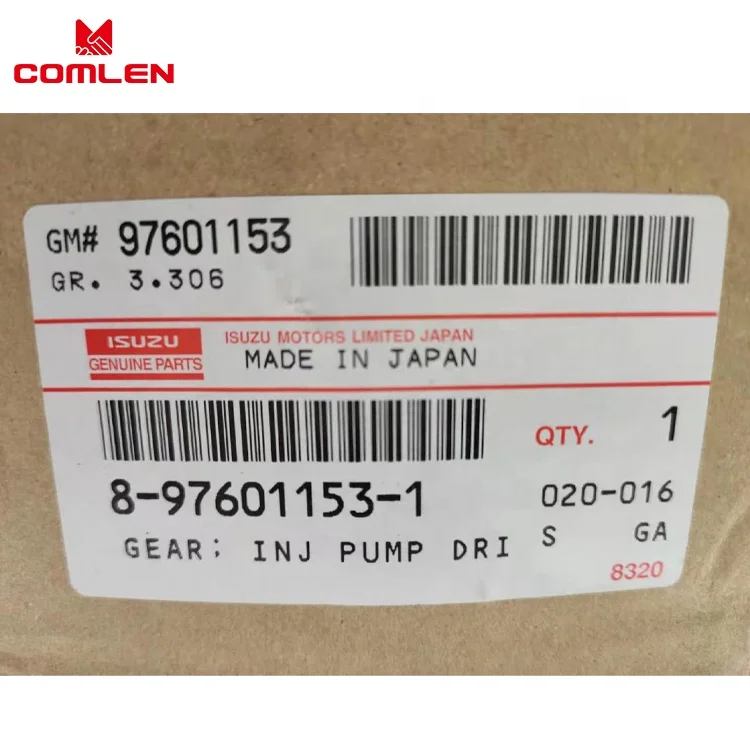 COMLEN
GM# 97601153
GR. 3.306
ISUZU
GENUINE PARTS
ISUZU MOTORS LIMITED JAPAN
MADE IN JAPAN
QTY. 1
8-97601153-1
020-016
GEAR; INJ PUMP DRI
S GA
8320